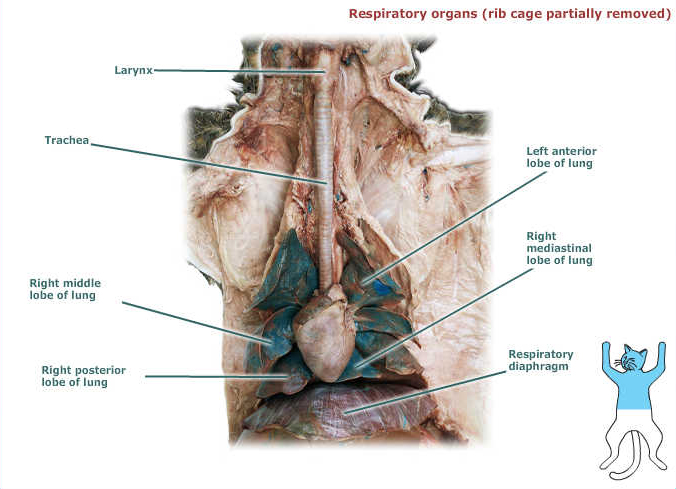 Respiratory organs (rib cage partially removed)
Larynx
Trachea
Left anterior
lobe of lung
Right
mediastinal
lobe of lung
Right middle
lobe of lung
Right posterior
lobe of lung
Respiratory
diaphragm